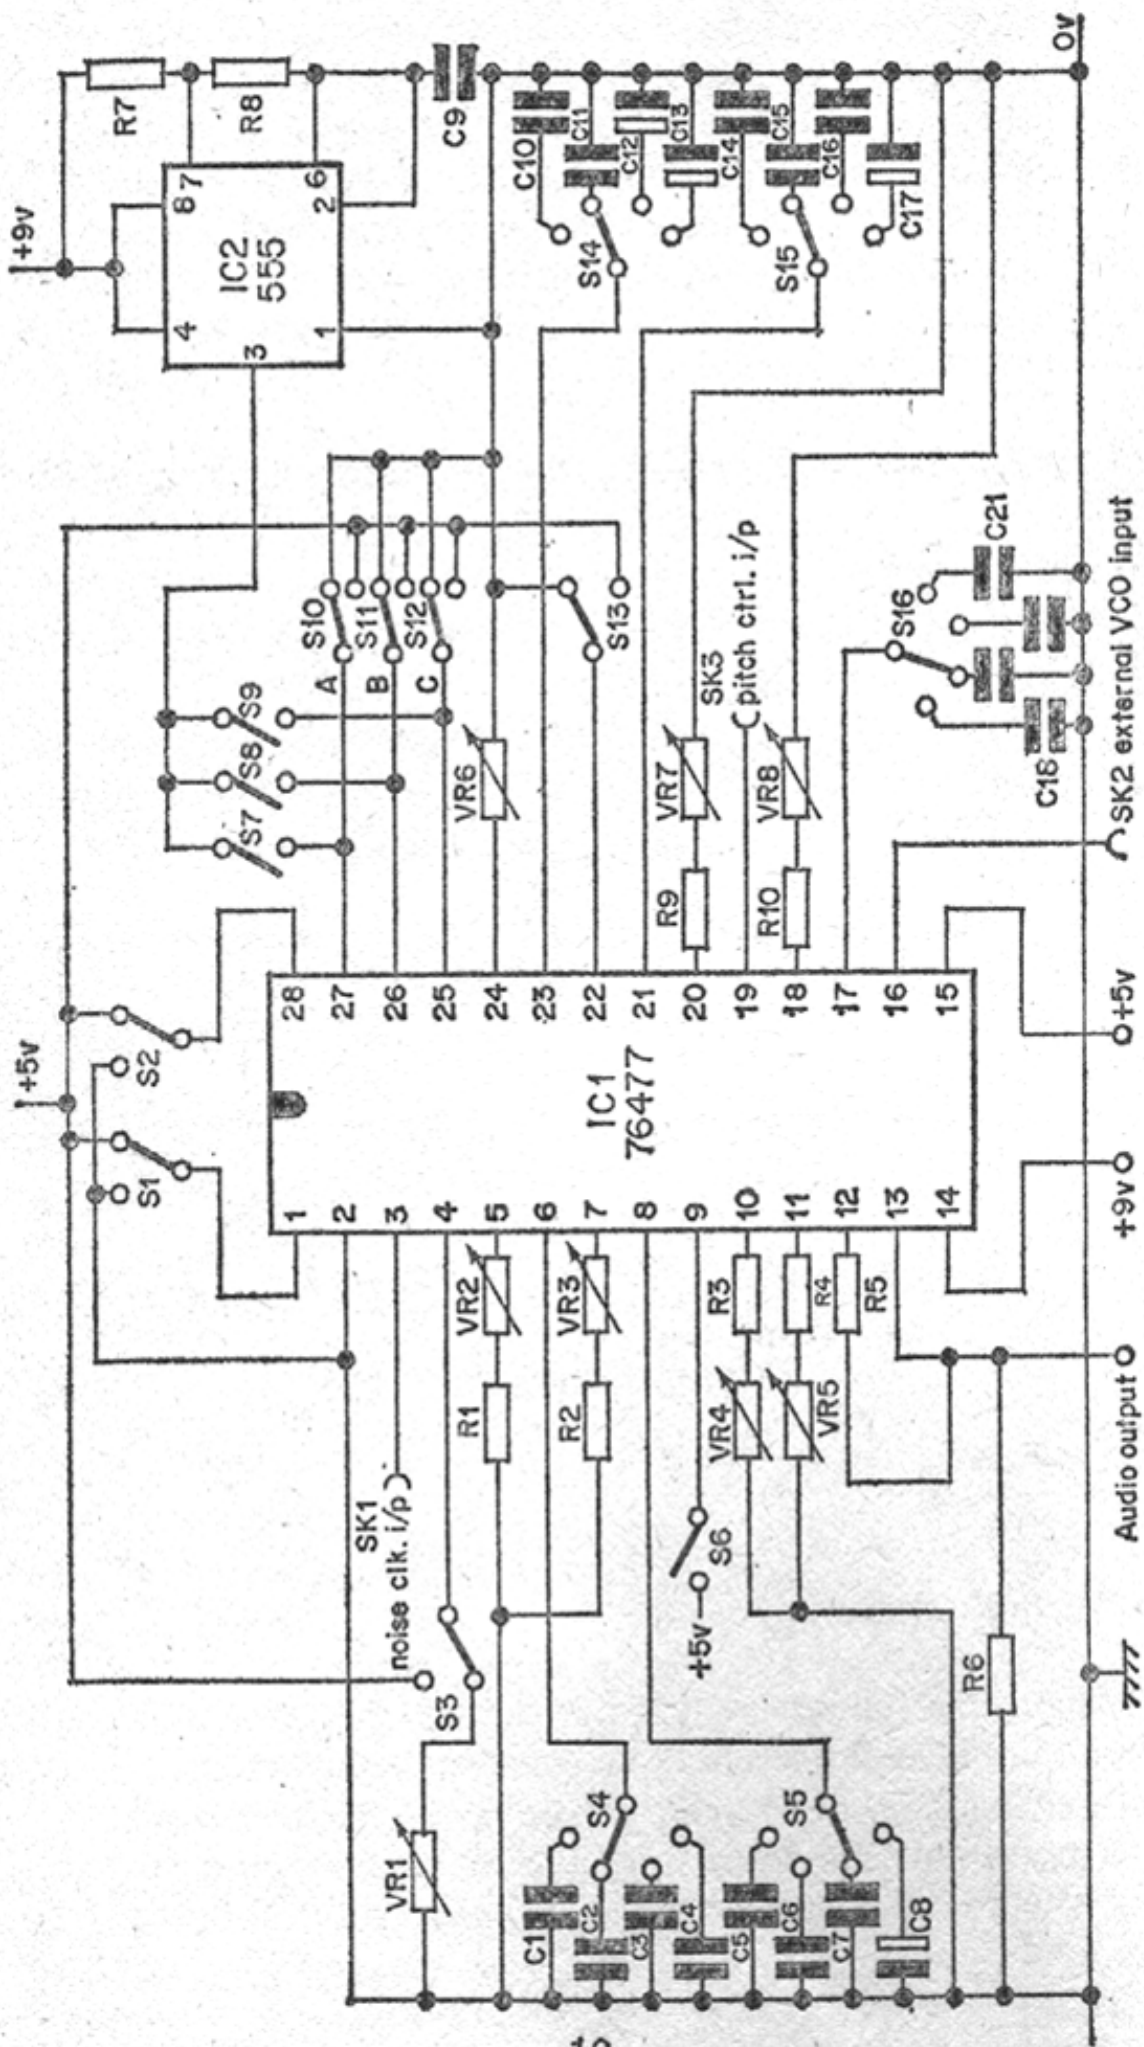 +5v
+9v
S1
S2
R7
R8
IC2
555
8
7
6
4
3
2
1
C9
S7
S8
S9
S10
S11
S12
A
B
C
S13
SK1
noise clk. i/p
S3
VR1
VR2
R1
VR3
R2
VR6
1
2
3
4
5
6
7
8
9
10
11
12
13
14
28
27
26
25
24
23
22
21
20
19
18
17
16
15
IC1
76477
C1
C2
C3
C4
S4
C5
C6
C7
C8
S5
+5v
S6
R3
VR4
R4
VR5
R5
R6
R9
VR7
SK3
(pitch ctrl. i/p
R10
VR8
C10
C11
C12
C13
S14
C14
C15
C16
C17
S15
S16
C18
C21
0v
Audio output
+9v
+5v
SK2 external VCO input